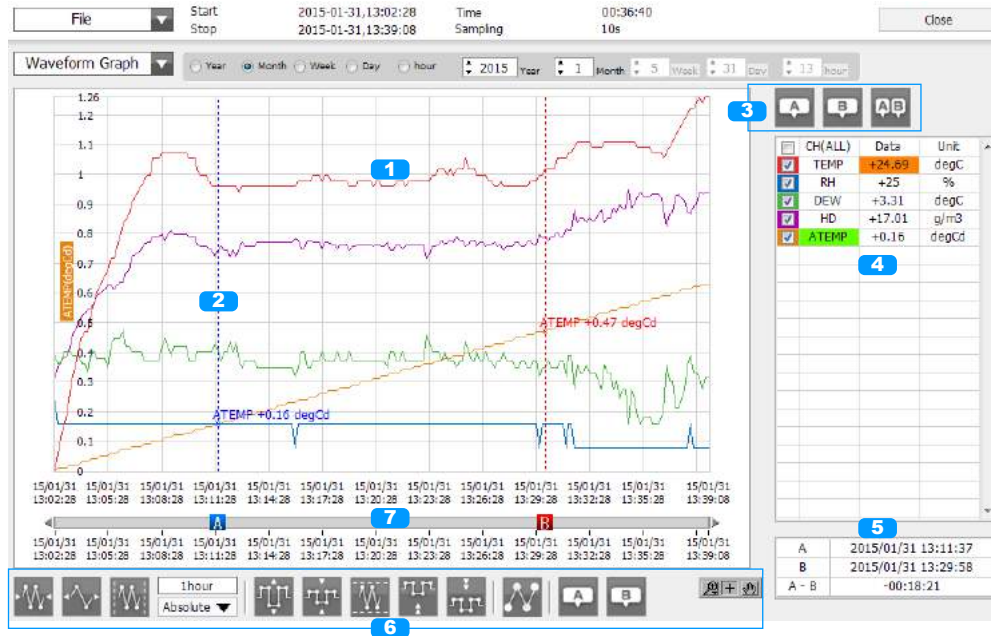 File Start 2015-01-31,13:02:28 Time 00:36:40 Close
Stop 2015-01-31,13:39:08 Sampling 10s
Waveform Graph Year Month Week Day hour 2015 Year 1 Month 5 Week 31 Day 13 hour
3 A B A B
1.26
1.2
1.1
1
0.9
0.8
0.7
0.6
0.5
0.4
0.3
0.2
0.1
0
ATEMP(degCd)
1
2
ATEMP +0.47 degCd
ATEMP +0.16 degCd
15/01/31 15/01/31 15/01/31 15/01/31 15/01/31 15/01/31 15/01/31 15/01/31 15/01/31 15/01/31 15/01/31 15/01/31 15/01/31
13:02:28 13:05:28 13:08:28 13:11:28 13:14:28 13:17:28 13:20:28 13:23:28 13:26:28 13:29:28 13:32:28 13:35:28 13:39:08
A 7 B
15/01/31 15/01/31 15/01/31 15/01/31 15/01/31 15/01/31 15/01/31 15/01/31 15/01/31 15/01/31 15/01/31 15/01/31 15/01/31
13:02:28 13:05:28 13:08:28 13:11:28 13:14:28 13:17:28 13:20:28 13:23:28 13:26:28 13:29:28 13:32:28 13:35:28 13:39:08
CH(ALL) Data Unit
TEMP +24.69 degC
RH +25 %
DEW +3.31 degC
HD +17.01 g/m3
ATEMP +0.16 degCd
4
5
A 2015/01/31 13:11:37
B 2015/01/31 13:29:58
A - B -00:18:21
1hour
Absolute
A B
6